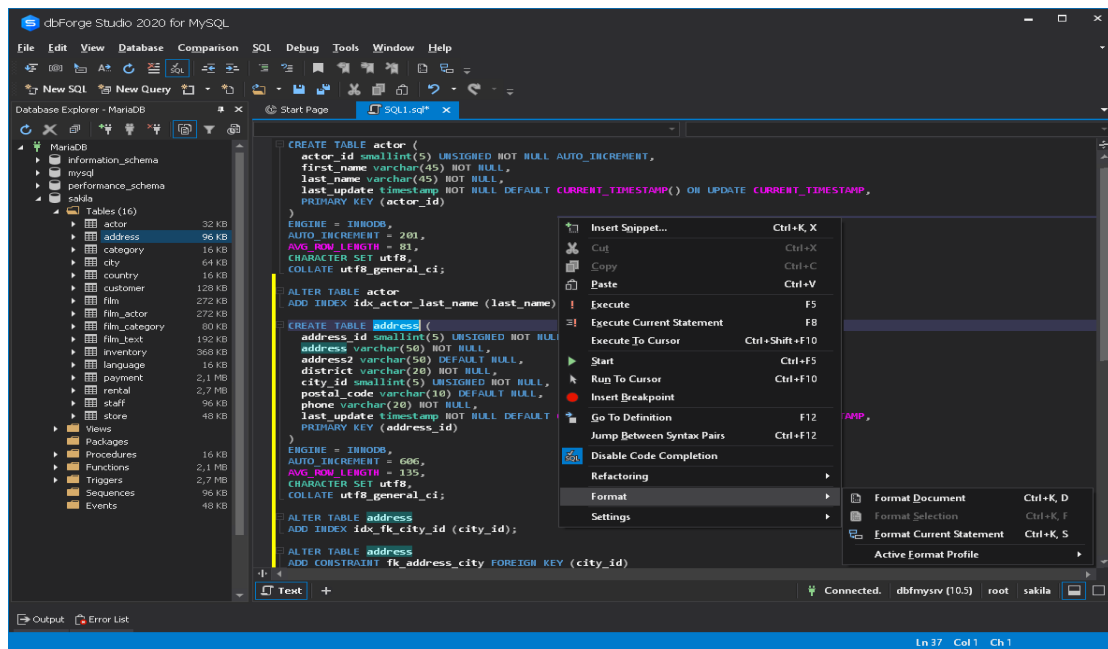 dbForge Studio 2020 for MySQL
File Edit View Database Comparison SQL Debug Tools Window Help
New SQL New Query
Database Explorer - MariaDB
Start Page SQL1.sql*
MariaDB
information_schema
mysql
performance_schema
sakila
Tables (16)
actor 32 KB
address 96 KB
category 16 KB
city 64 KB
country 16 KB
customer 128 KB
film 272 KB
film_actor 272 KB
film_category 80 KB
film_text 192 KB
inventory 368 KB
language 16 KB
payment 2,1 MB
rental 2,7 MB
staff 96 KB
store 48 KB
Views
Packages
Procedures 16 KB
Functions 2,1 MB
Triggers 2,7 MB
Sequences 96 KB
Events 48 KB
CREATE TABLE actor (
actor_id smallint(5) UNSIGNED NOT NULL AUTO_INCREMENT,
first_name varchar(45) NOT NULL,
last_name varchar(45) NOT NULL,
last_update timestamp NOT NULL DEFAULT CURRENT_TIMESTAMP() ON UPDATE CURRENT_TIMESTAMP,
PRIMARY KEY (actor_id)
)
ENGINE = INNODB,
AUTO_INCREMENT = 201,
AVG_ROW_LENGTH = 81,
CHARACTER SET utf8,
COLLATE utf8_general_ci;
ALTER TABLE actor
ADD INDEX idx_actor_last_name (last_name)
CREATE TABLE address (
address_id smallint(5) UNSIGNED NOT NUL
address varchar(50) NOT NULL,
address2 varchar(50) DEFAULT NULL,
district varchar(20) NOT NULL,
city_id smallint(5) UNSIGNED NOT NULL,
postal_code varchar(10) DEFAULT NULL,
phone varchar(20) NOT NULL,
last_update timestamp NOT NULL DEFAULT TAMP,
PRIMARY KEY (address_id)
)
ENGINE = INNODB,
AUTO_INCREMENT = 606,
AVG_ROW_LENGTH = 135,
CHARACTER SET utf8,
COLLATE utf8_general_ci;
ALTER TABLE address
ADD INDEX idx_fk_city_id (city_id);
ALTER TABLE address
ADD CONSTRAINT fk_address_city FOREIGN KEY (city_id)
Insert Snippet... Ctrl+K, X
Cut Ctrl+X
Copy Ctrl+C
Paste Ctrl+V
Execute F5
Execute Current Statement F8
Execute To Cursor Ctrl+Shift+F10
Start Ctrl+F5
Run To Cursor Ctrl+F10
Insert Breakpoint
Go To Definition F12
Jump Between Syntax Pairs Ctrl+F12
Disable Code Completion
Refactoring
Format
Settings
Format Document Ctrl+K, D
Format Selection Ctrl+K, F
Format Current Statement Ctrl+K, S
Active Format Profile
Text Connected. dbfmysrv (10.5) root sakila
Output Error List
Ln 37 Col 1 Ch 1